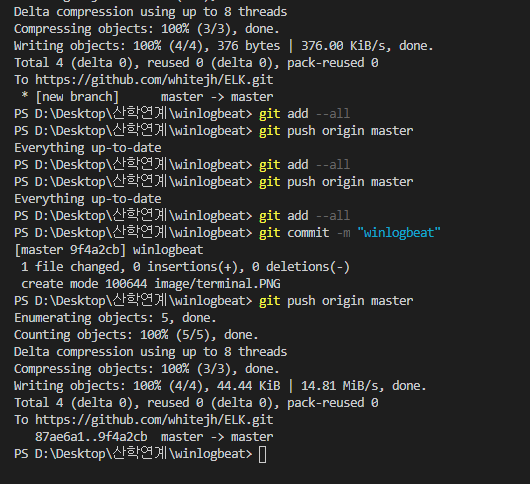 Delta compression using up to 8 threads
Compressing objects: 100% (3/3), done.
Writing objects: 100% (4/4), 376 bytes | 376.00 KiB/s, done.
Total 4 (delta 0), reused 0 (delta 0), pack-reused 0
To https://github.com/whitejh/ELK.git
 * [new branch]      master -> master
PS D:\Desktop\산학연계\winlogbeat> git add --all
PS D:\Desktop\산학연계\winlogbeat> git push origin master
Everything up-to-date
PS D:\Desktop\산학연계\winlogbeat> git add --all
PS D:\Desktop\산학연계\winlogbeat> git push origin master
Everything up-to-date
PS D:\Desktop\산학연계\winlogbeat> git add --all
PS D:\Desktop\산학연계\winlogbeat> git commit -m "winlogbeat"
[master 9f4a2cb] winlogbeat
 1 file changed, 0 insertions(+), 0 deletions(-)
 create mode 100644 image/terminal.PNG
PS D:\Desktop\산학연계\winlogbeat> git push origin master
Enumerating objects: 5, done.
Counting objects: 100% (5/5), done.
Delta compression using up to 8 threads
Compressing objects: 100% (3/3), done.
Writing objects: 100% (4/4), 44.44 KiB | 14.81 MiB/s, done.
Total 4 (delta 0), reused 0 (delta 0), pack-reused 0
To https://github.com/whitejh/ELK.git
   87ae6a1..9f4a2cb  master -> master
PS D:\Desktop\산학연계\winlogbeat>